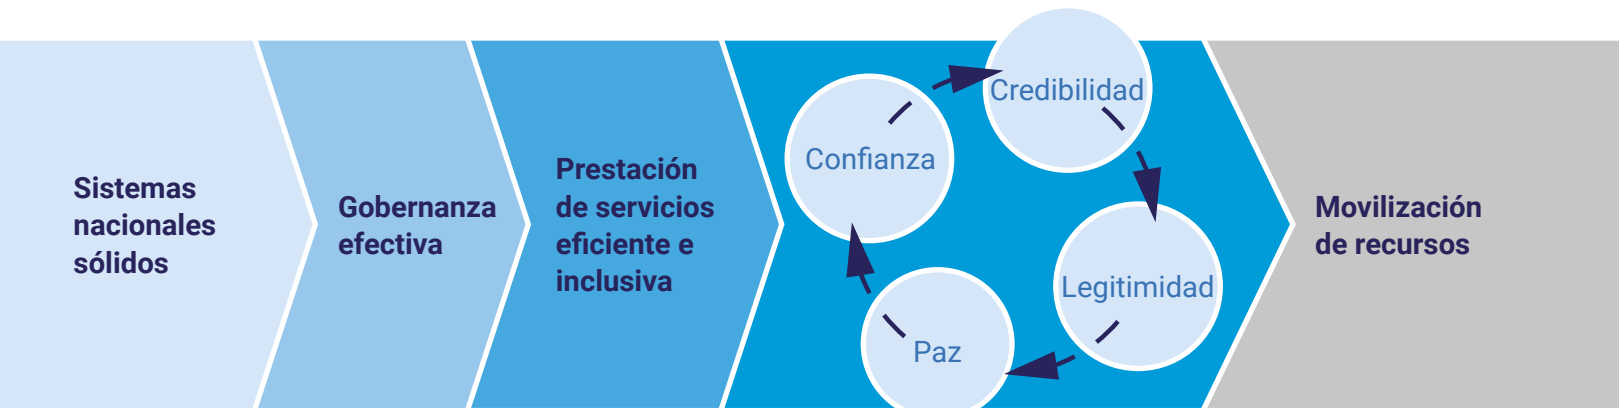 Sistemas
nacionales
sólidos
Gobernanza
efectiva
Prestación
de servicios
eficiente e
inclusiva
Confianza
Credibilidad
Legitimidad
Paz
Movilización
de recursos